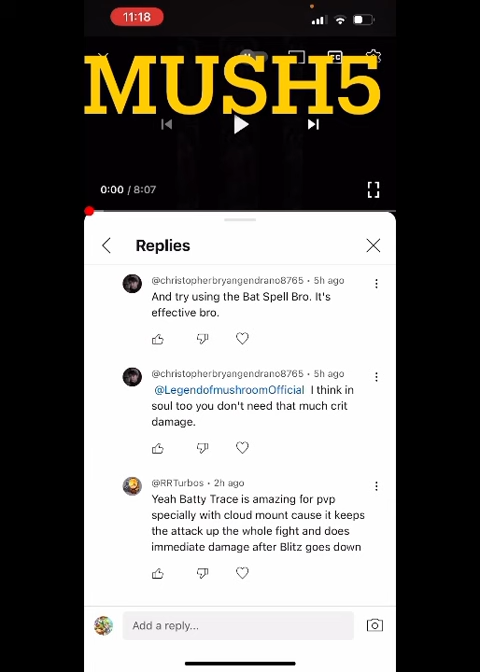 11:18
MUSH5
0:00 / 8:07
Replies
@christopherbryangendrano8765 • 5h ago
And try using the Bat Spell Bro. It's
effective bro.
@christopherbryangendrano8765 • 5h ago
@LegendofmushroomOfficial I think in
soul too you don't need that much crit
damage.
@RRTurbos • 2h ago
Yeah Batty Trace is amazing for pvp
specially with cloud mount cause it keeps
the attack up the whole fight and does
immediate damage after Blitz goes down
Add a reply...